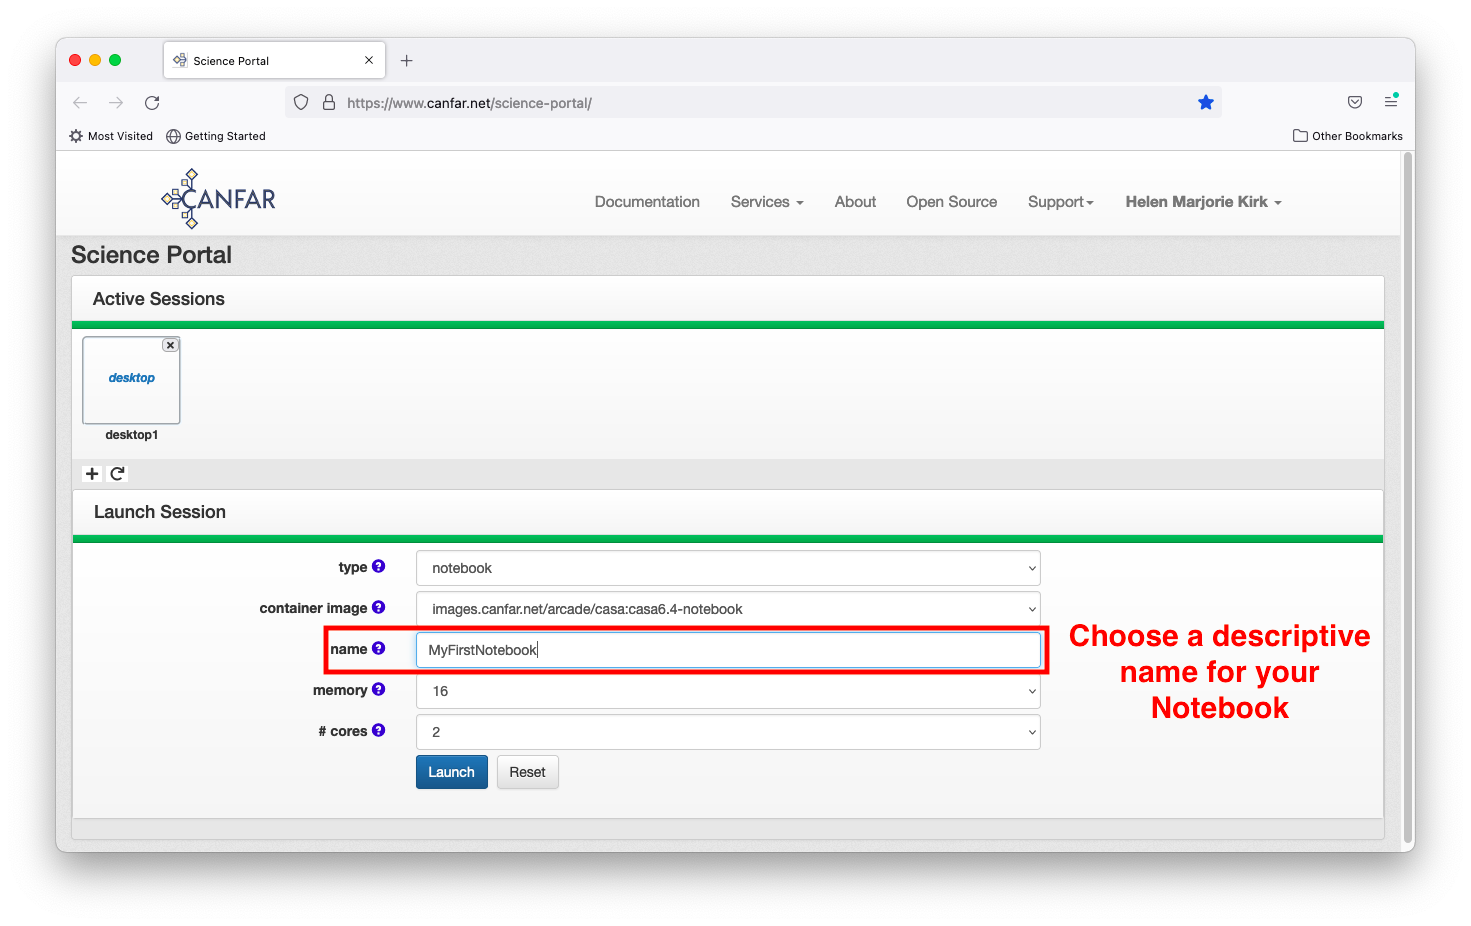 Science Portal
https://www.canfar.net/science-portal/
Most Visited
Getting Started
Other Bookmarks
CANFAR
Documentation
Services
About
Open Source
Support
Helen Marjorie Kirk
Science Portal
Active Sessions
desktop
desktop1
Launch Session
type ?
notebook
container image ?
images.canfar.net/arcade/casa:casa6.4-notebook
name ?
MyFirstNotebook
Choose a descriptive
name for your
Notebook
memory ?
16
# cores ?
2
Launch
Reset